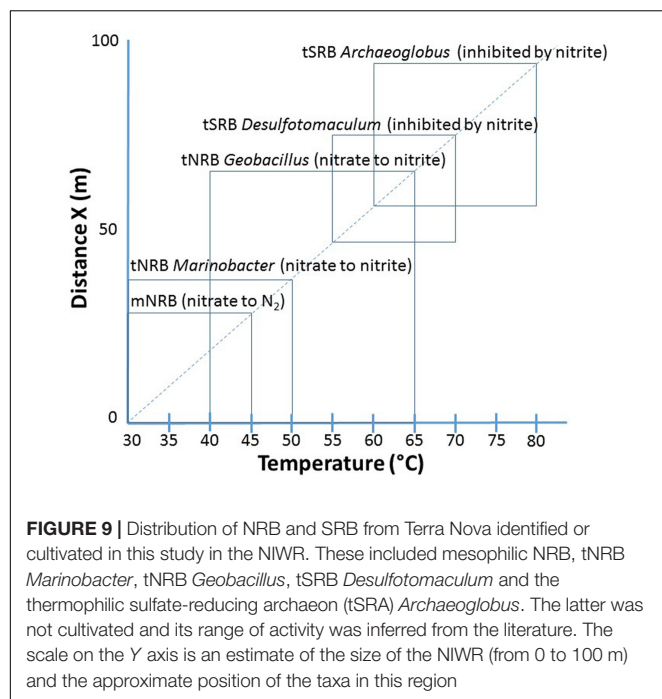 100
tSRB Archaeoglobus (inhibited by nitrite)
tSRB Desulfotomaculum (inhibited by nitrite)
tNRB Geobacillus (nitrate to nitrite)
50
Distance X (m)
tNRB Marinobacter (nitrate to nitrite)
mNRB (nitrate to N₂)
0
30 35 40 45 50 55 60 65 70 75 80
Temperature (°C)
FIGURE 9 | Distribution of NRB and SRB from Terra Nova identified or
cultivated in this study in the NIWR. These included mesophilic NRB, tNRB
Marinobacter, tNRB Geobacillus, tSRB Desulfotomaculum and the
thermophilic sulfate-reducing archaeon (tSRA) Archaeoglobus. The latter was
not cultivated and its range of activity was inferred from the literature. The
scale on the Y axis is an estimate of the size of the NIWR (from 0 to 100 m)
and the approximate position of the taxa in this region